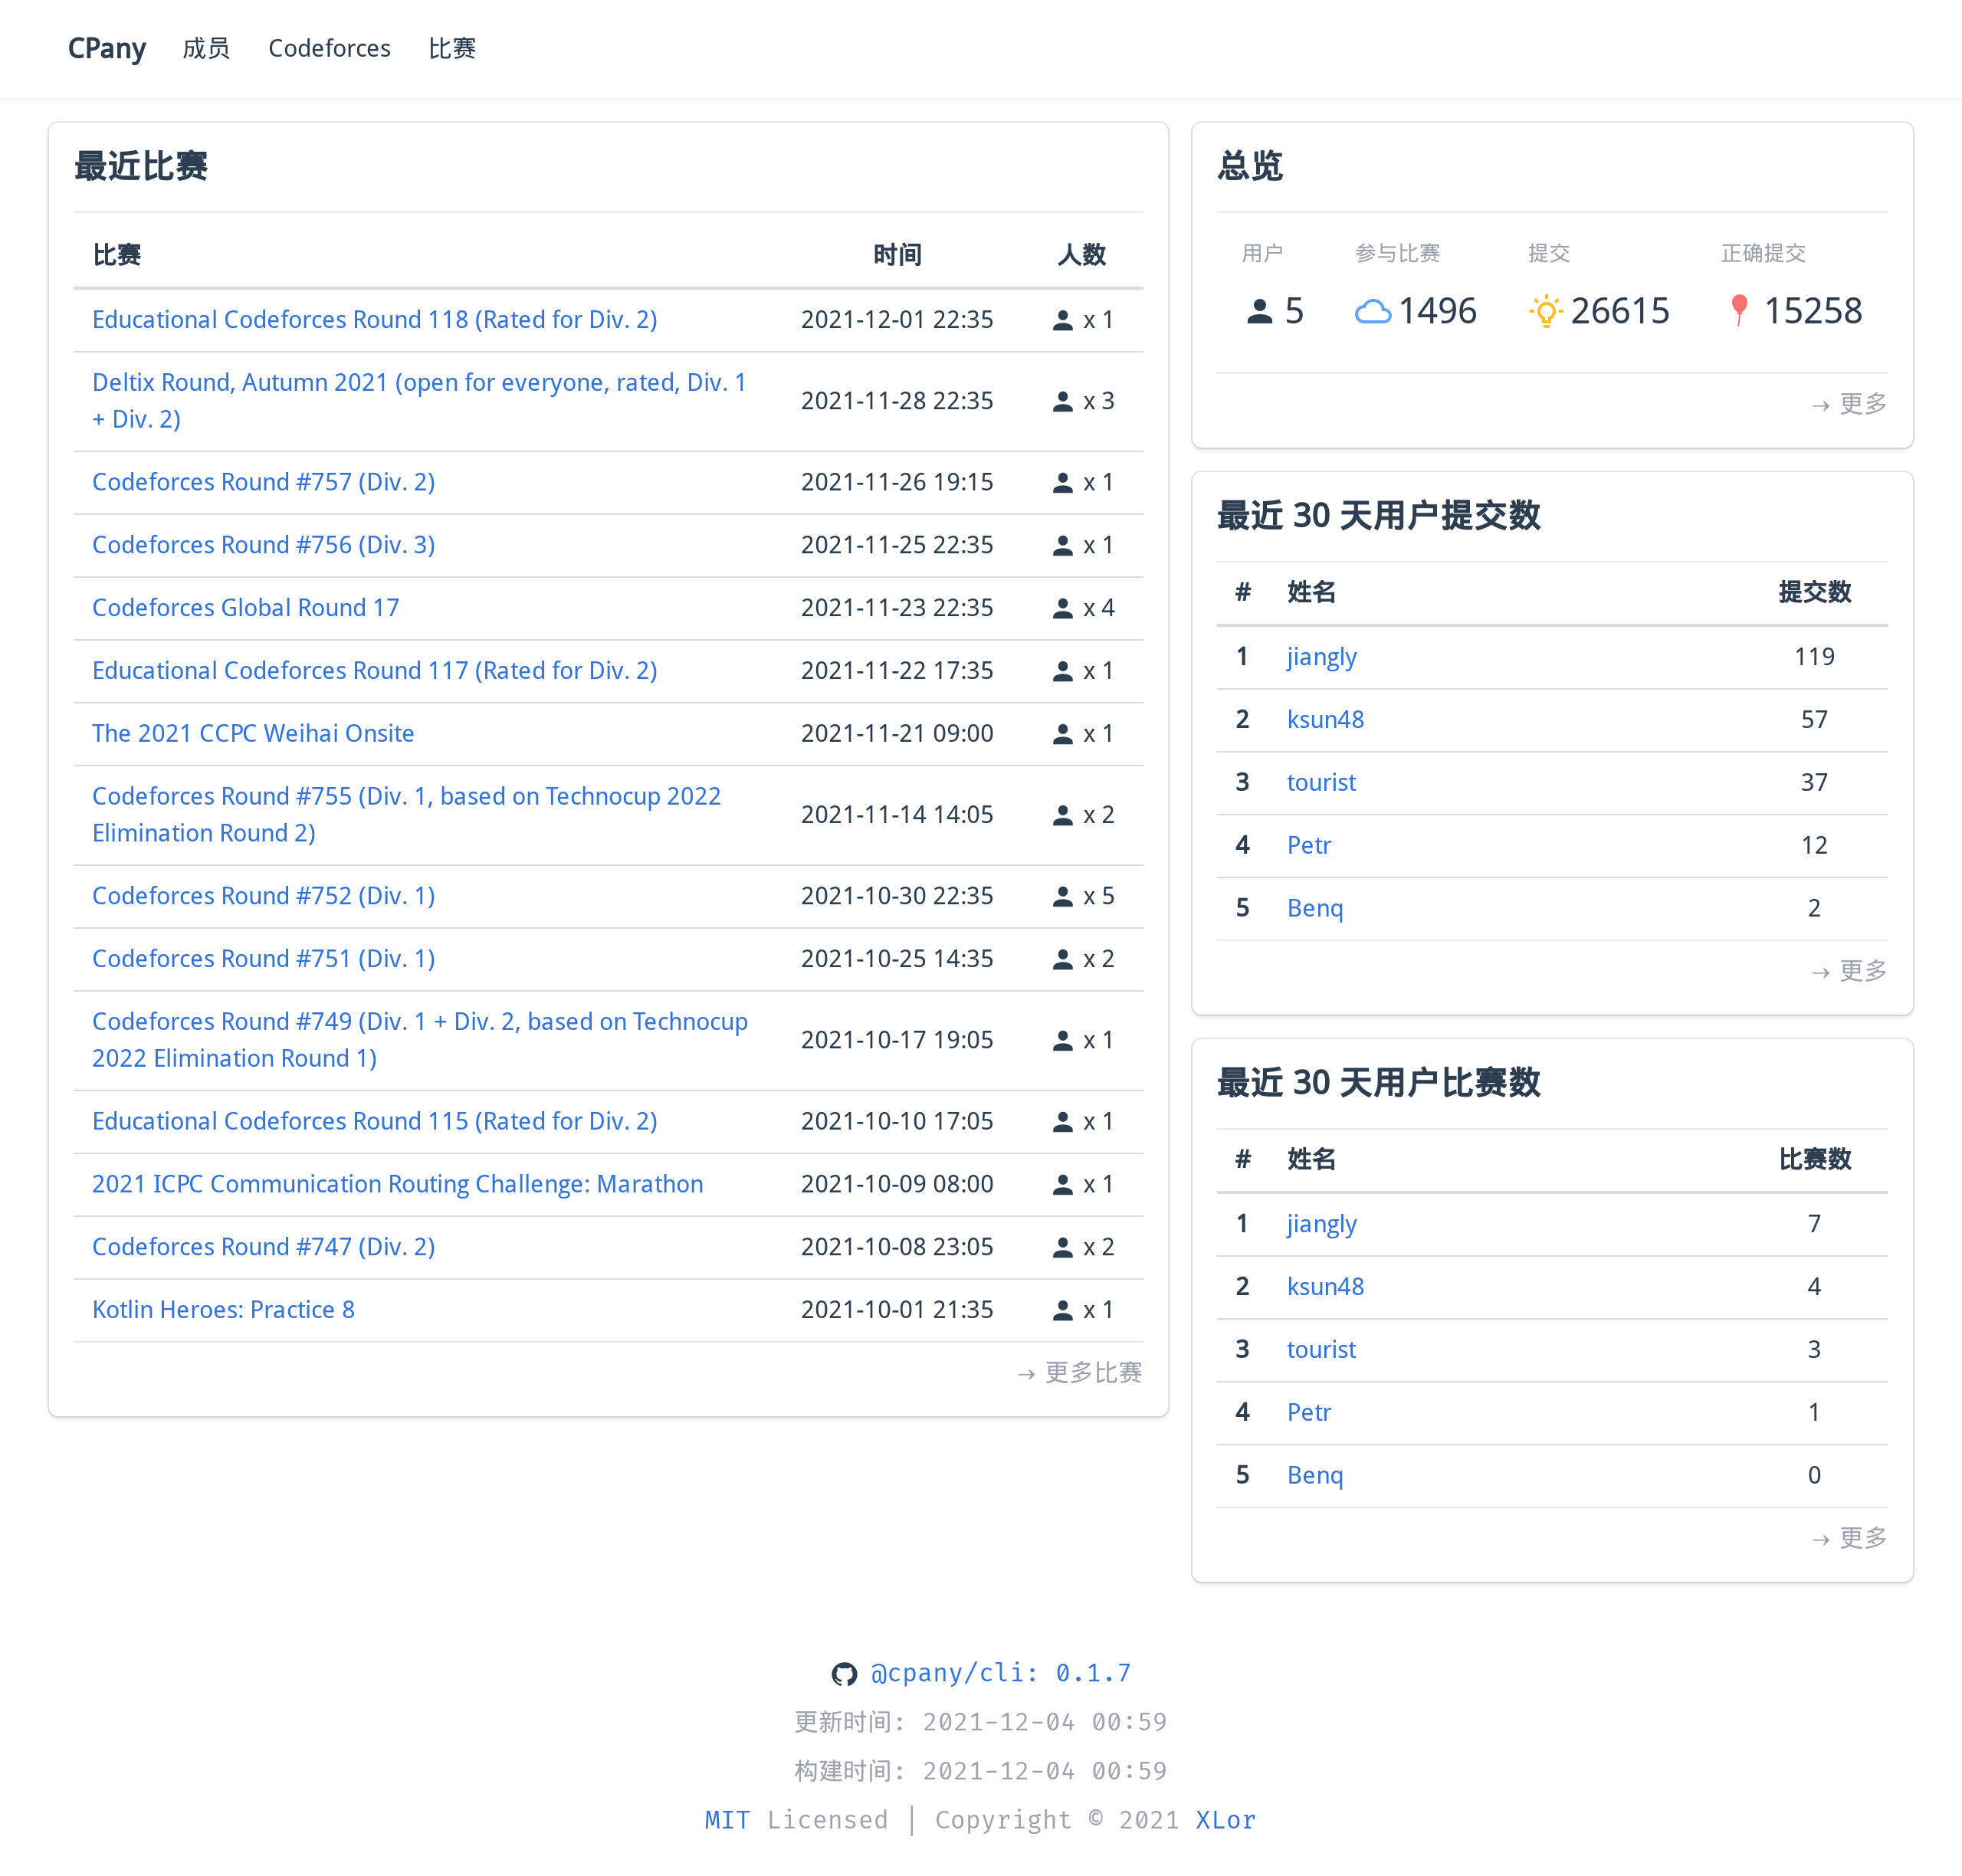 CPany 成员 Codeforces 比赛
最近比赛
比赛 时间 人数
Educational Codeforces Round 118 (Rated for Div. 2) 2021-12-01 22:35 x 1
Deltix Round, Autumn 2021 (open for everyone, rated, Div. 1
+ Div. 2) 2021-11-28 22:35 x 3
Codeforces Round #757 (Div. 2) 2021-11-26 19:15 x 1
Codeforces Round #756 (Div. 3) 2021-11-25 22:35 x 1
Codeforces Global Round 17 2021-11-23 22:35 x 4
Educational Codeforces Round 117 (Rated for Div. 2) 2021-11-22 17:35 x 1
The 2021 CCPC Weihai Onsite 2021-11-21 09:00 x 1
Codeforces Round #755 (Div. 1, based on Technocup 2022
Elimination Round 2) 2021-11-14 14:05 x 2
Codeforces Round #752 (Div. 1) 2021-10-30 22:35 x 5
Codeforces Round #751 (Div. 1) 2021-10-25 14:35 x 2
Codeforces Round #749 (Div. 1 + Div. 2, based on Technocup
2022 Elimination Round 1) 2021-10-17 19:05 x 1
Educational Codeforces Round 115 (Rated for Div. 2) 2021-10-10 17:05 x 1
2021 ICPC Communication Routing Challenge: Marathon 2021-10-09 08:00 x 1
Codeforces Round #747 (Div. 2) 2021-10-08 23:05 x 2
Kotlin Heroes: Practice 8 2021-10-01 21:35 x 1
→ 更多比赛
总览
用户 参与比赛 提交 正确提交
5 1496 26615 15258
→ 更多
最近 30 天用户提交数
# 姓名 提交数
1 jiangly 119
2 ksun48 57
3 tourist 37
4 Petr 12
5 Benq 2
→ 更多
最近 30 天用户比赛数
# 姓名 比赛数
1 jiangly 7
2 ksun48 4
3 tourist 3
4 Petr 1
5 Benq 0
→ 更多
@cpany/cli: 0.1.7
更新时间: 2021-12-04 00:59
构建时间: 2021-12-04 00:59
MIT Licensed | Copyright © 2021 XLor